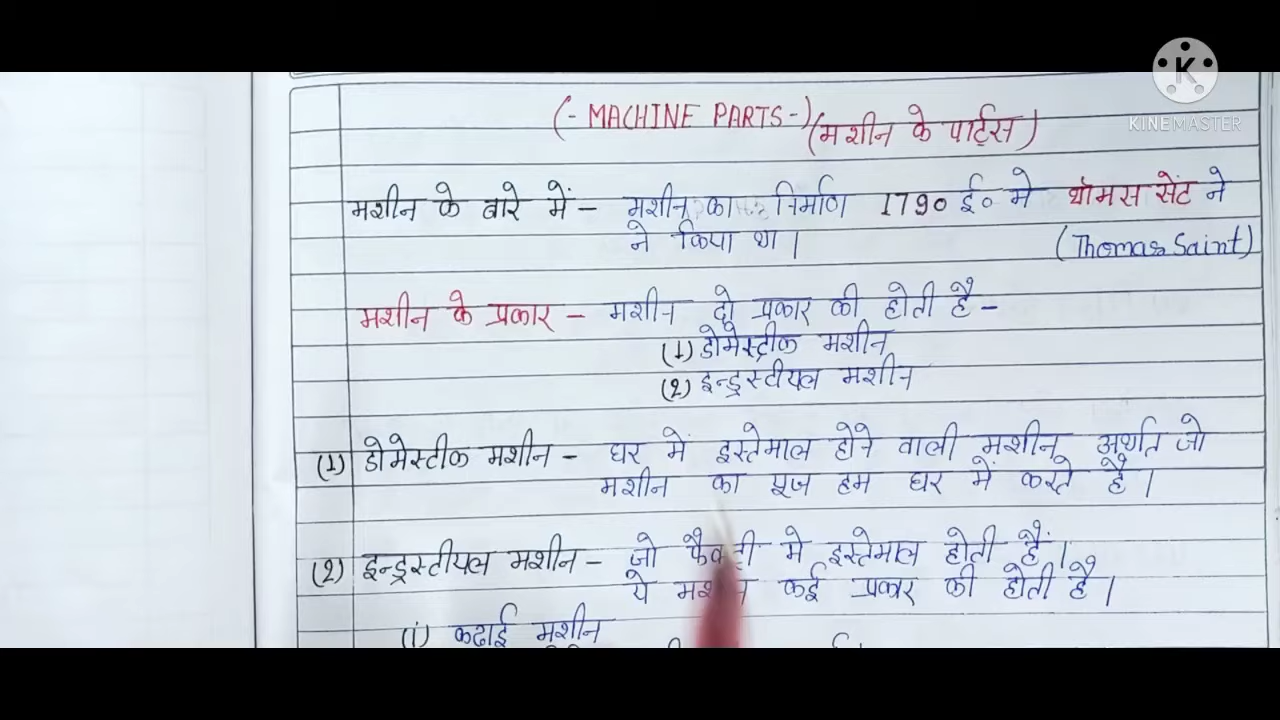 KINEMASTER
(- MACHINE PARTS -) (मशीन के पार्ट्स)
मशीन के बारे में - मशीन का निर्माण 1790 ई० मे थॉमस सेंट ने
ने किया था। (Thomas Saint)
मशीन के प्रकार - मशीन दो प्रकार की होती है -
(1) डोमेस्ट्रीक मशीन
(2) इन्ड्रस्टीयल मशीन
(1) डोमेस्टीक मशीन - घर में इस्तेमाल होने वाली मशीन अर्थात जो
मशीन का यूज हम घर में करते है।
(2) इन्ड्रस्टीयल मशीन - जो मे इस्तेमाल होती हैं।
ये कई प्रकार की होती है।
(i) कढाई मशीन